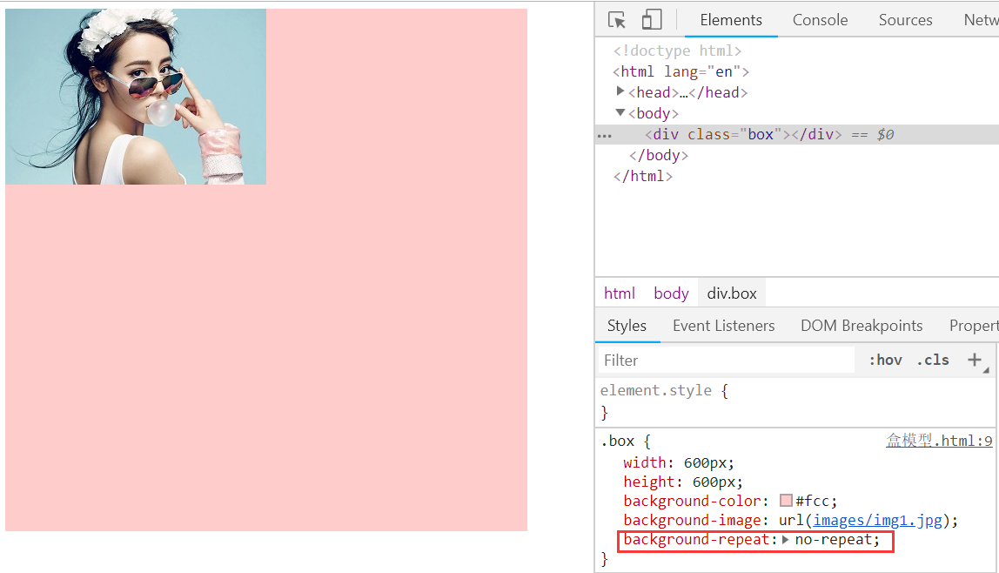 Elements Console Sources Netw
<!doctype html>
<html lang="en">
<head>…</head>
<body>
<div class="box"></div> == $0
</body>
</html>
html body div.box
Styles Event Listeners DOM Breakpoints Propert
Filter :hov .cls +
element.style {
}
.box { 盒模型.html:9
width: 600px;
height: 600px;
background-color: #fcc;
background-image: url(images/img1.jpg);
background-repeat: no-repeat;
}